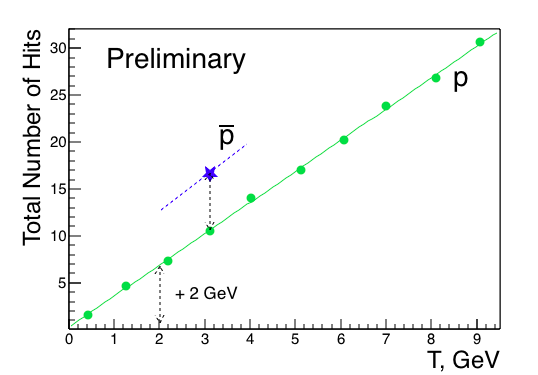 Total Number of Hits
30
25
20
15
10
5
Preliminary
p
p̅
+ 2 GeV
0 1 2 3 4 5 6 7 8 9
T, GeV